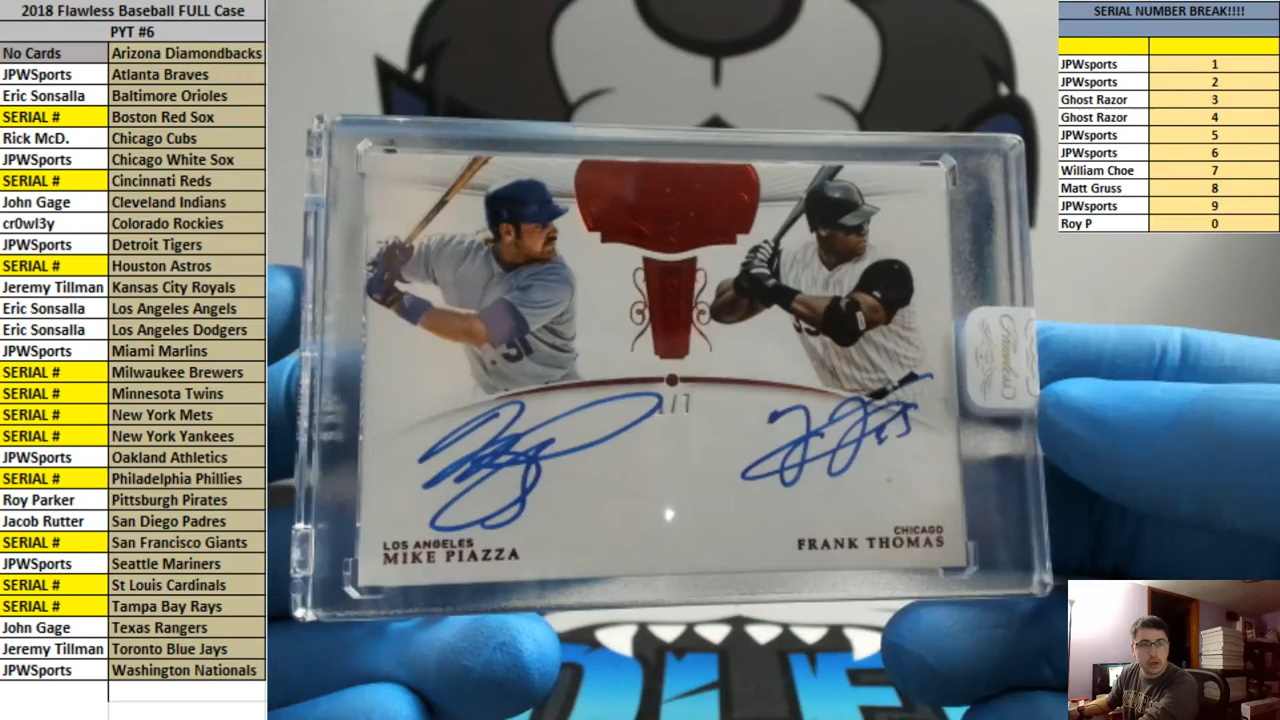 2018 Flawless Baseball FULL Case
PYT #6
No Cards Arizona Diamondbacks
JPWSports Atlanta Braves
Eric Sonsalla Baltimore Orioles
SERIAL # Boston Red Sox
Rick McD. Chicago Cubs
JPWSports Chicago White Sox
SERIAL # Cincinnati Reds
John Gage Cleveland Indians
cr0wl3y Colorado Rockies
JPWSports Detroit Tigers
SERIAL # Houston Astros
Jeremy Tillman Kansas City Royals
Eric Sonsalla Los Angeles Angels
Eric Sonsalla Los Angeles Dodgers
JPWSports Miami Marlins
SERIAL # Milwaukee Brewers
SERIAL # Minnesota Twins
SERIAL # New York Mets
SERIAL # New York Yankees
JPWSports Oakland Athletics
SERIAL # Philadelphia Phillies
Roy Parker Pittsburgh Pirates
Jacob Rutter San Diego Padres
SERIAL # San Francisco Giants
JPWSports Seattle Mariners
SERIAL # St Louis Cardinals
SERIAL # Tampa Bay Rays
John Gage Texas Rangers
Jeremy Tillman Toronto Blue Jays
JPWSports Washington Nationals
31
1/7
35
LOS ANGELES
MIKE PIAZZA
CHICAGO
FRANK THOMAS
Flawless
SERIAL NUMBER BREAK!!!!
JPWsports 1
JPWsports 2
Ghost Razor 3
Ghost Razor 4
JPWsports 5
JPWsports 6
William Choe 7
Matt Gruss 8
JPWsports 9
Roy P 0